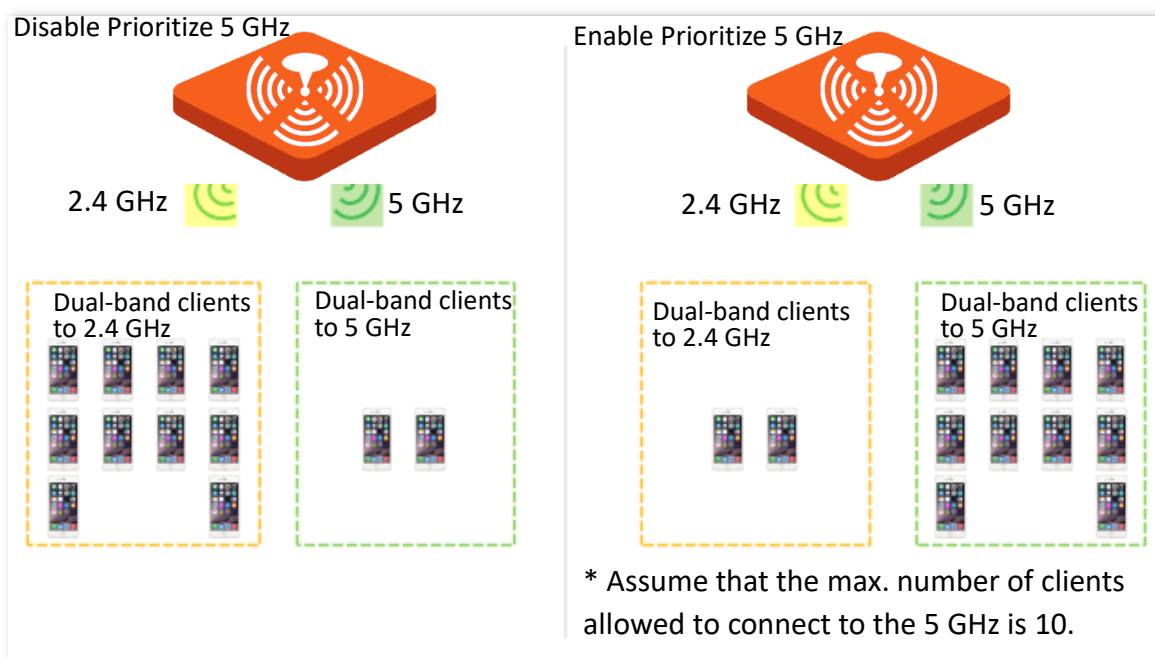 Disable Prioritize 5 GHz
2.4 GHz
5 GHz
Dual-band clients
to 2.4 GHz
Dual-band clients
to 5 GHz
Enable Prioritize 5 GHz
2.4 GHz
5 GHz
Dual-band clients
to 2.4 GHz
Dual-band clients
to 5 GHz
* Assume that the max. number of clients
allowed to connect to the 5 GHz is 10.